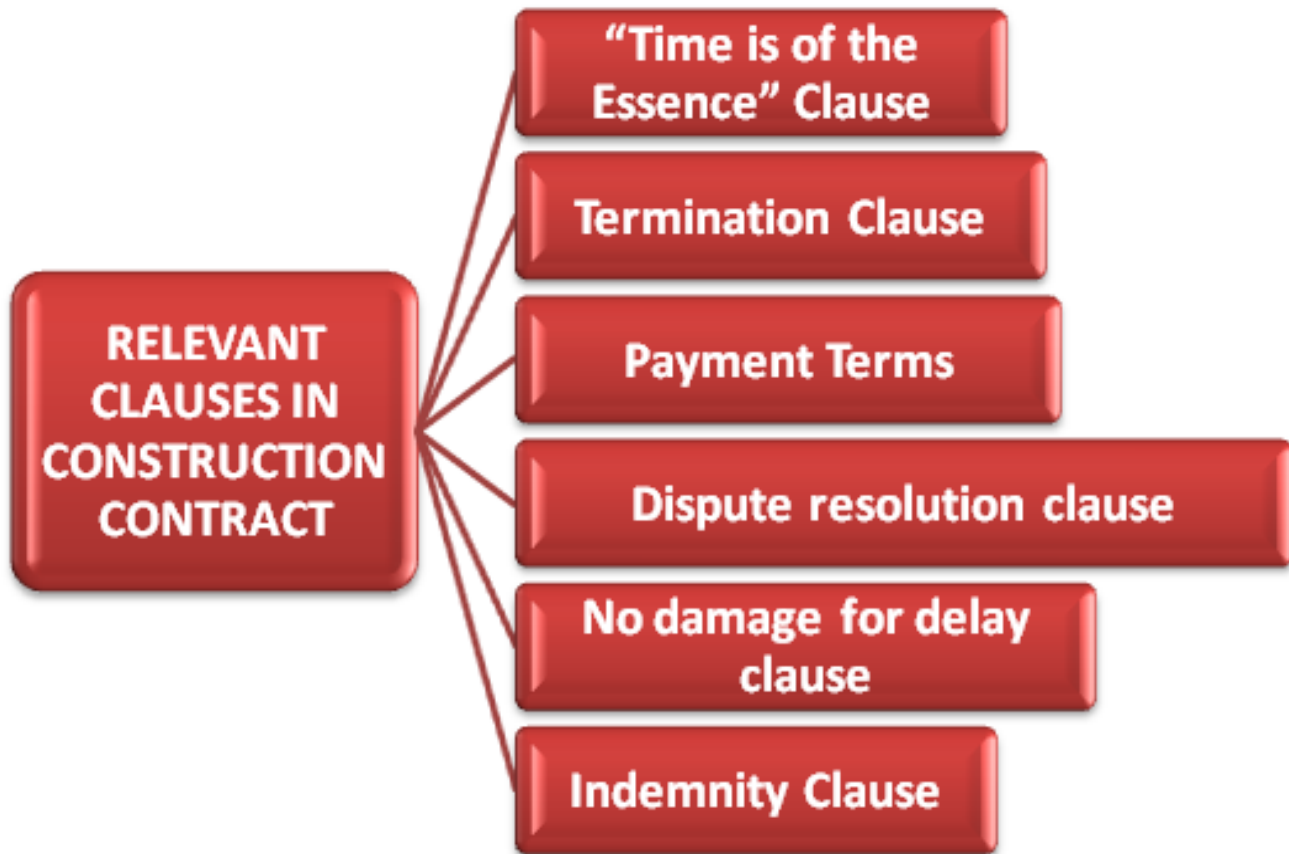 RELEVANT
CLAUSES IN
CONSTRUCTION
CONTRACT
“Time is of the
Essence” Clause
Termination Clause
Payment Terms
Dispute resolution clause
No damage for delay
clause
Indemnity Clause